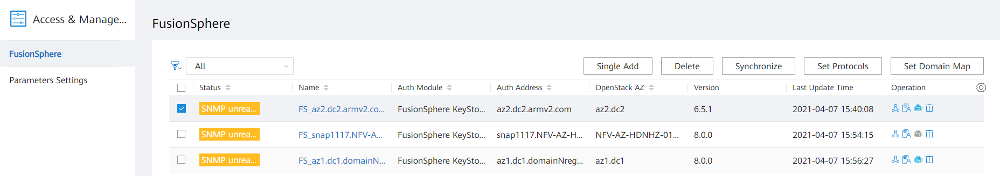 Access & Manage...
FusionSphere
Parameters Settings
FusionSphere
All
Single Add Delete Synchronize Set Protocols Set Domain Map
Status Name Auth Module Auth Address OpenStack AZ Version Last Update Time Operation
SNMP unrea... FS_az2.dc2.armv2.co... FusionSphere KeySto... az2.dc2.armv2.com az2.dc2 6.5.1 2021-04-07 15:40:08
SNMP unrea... FS_snap1117.NFV-A... FusionSphere KeySto... snap1117.NFV-AZ-H... NFV-AZ-HDNHZ-01... 8.0.0 2021-04-07 15:54:15
SNMP unrea... FS_az1.dc1.domainN... FusionSphere KeySto... az1.dc1.domainNreg... az1.dc1 8.0.0 2021-04-07 15:56:27